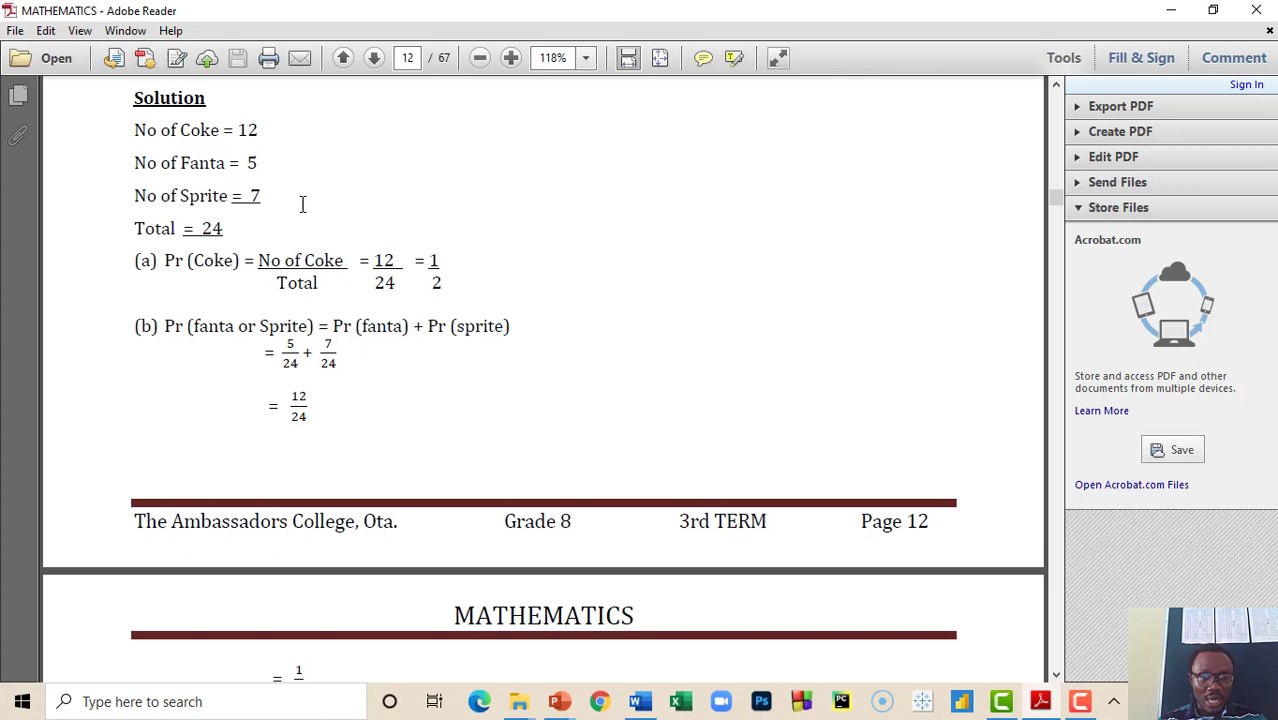 MATHEMATICS - Adobe Reader
File Edit View Window Help
Open 12 / 67 118% Tools Fill & Sign Comment
Sign In
Export PDF
Create PDF
Edit PDF
Send Files
Store Files
Acrobat.com
Store and access PDF and other
documents from multiple devices.
Learn More
Save
Open Acrobat.com Files
Solution
No of Coke = 12
No of Fanta = 5
No of Sprite = 7
Total = 24
(a) Pr (Coke) = No of Coke = 12 = 1
Total 24 2
(b) Pr (fanta or Sprite) = Pr (fanta) + Pr (sprite)
= 5/24 + 7/24
= 12/24
The Ambassadors College, Ota. Grade 8 3rd TERM Page 12
MATHEMATICS
= 1
Type here to search